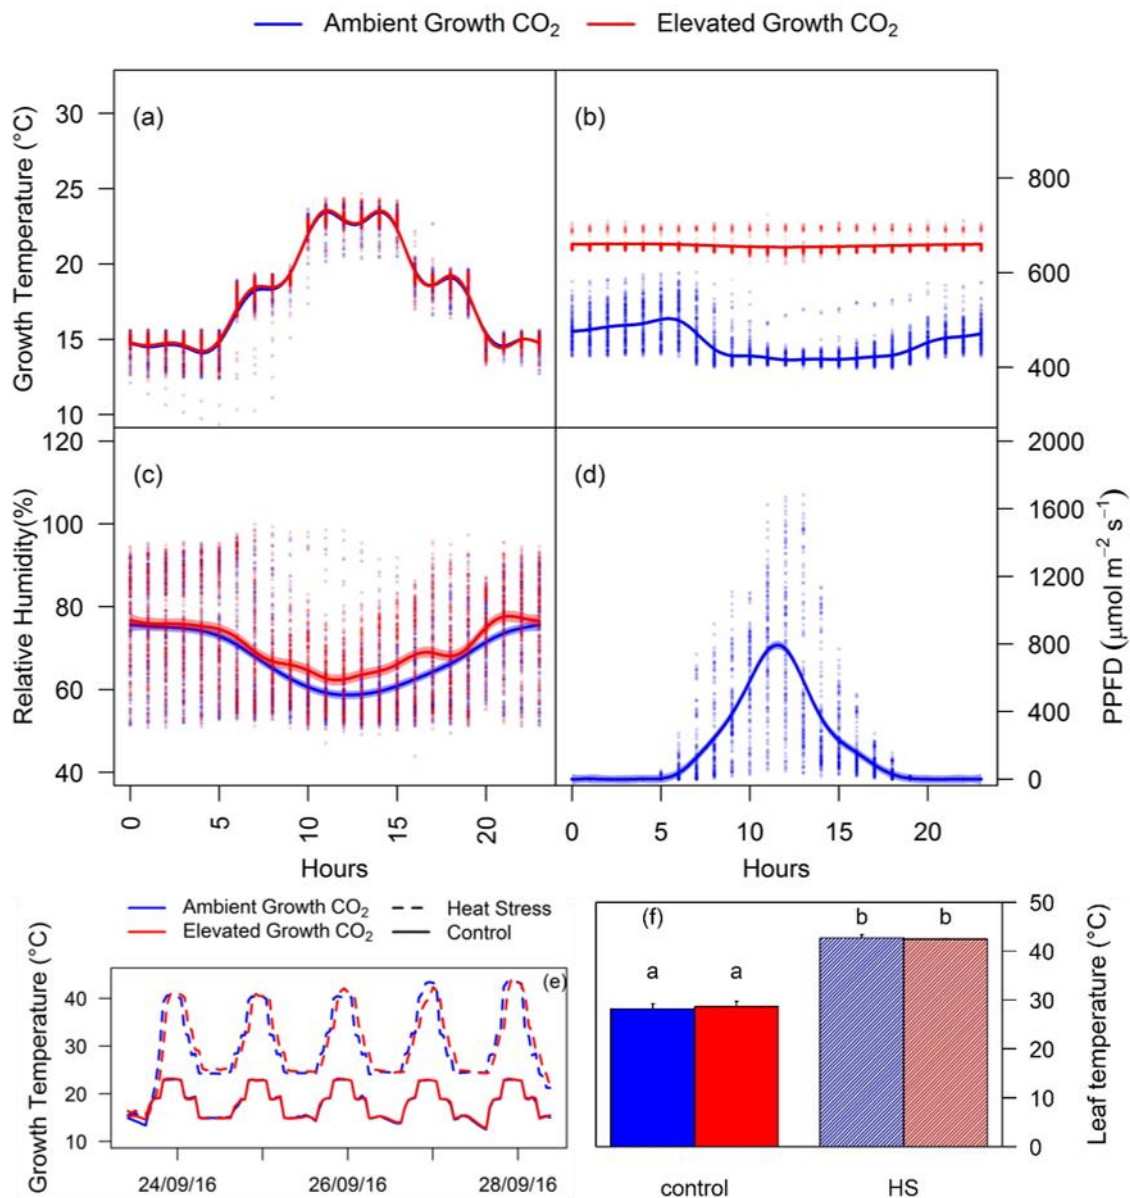 Ambient Growth CO₂ Elevated Growth CO₂
(a) (b)
Growth Temperature (°C)
30
25
20
15
10
800
600
400
(c) (d)
Relative Humidity(%)
120
100
80
60
40
2000
1600
1200
800
400
0
PPFD (μmol m⁻² s⁻¹)
0 5 10 15 20
Hours
0 5 10 15 20
Hours
Ambient Growth CO₂ Heat Stress
Elevated Growth CO₂ Control
(e)
Growth Temperature (°C)
40
30
20
10
24/09/16 26/09/16 28/09/16
(f) b b
a a
50
40
30
20
10
0
Leaf temperature (°C)
control HS